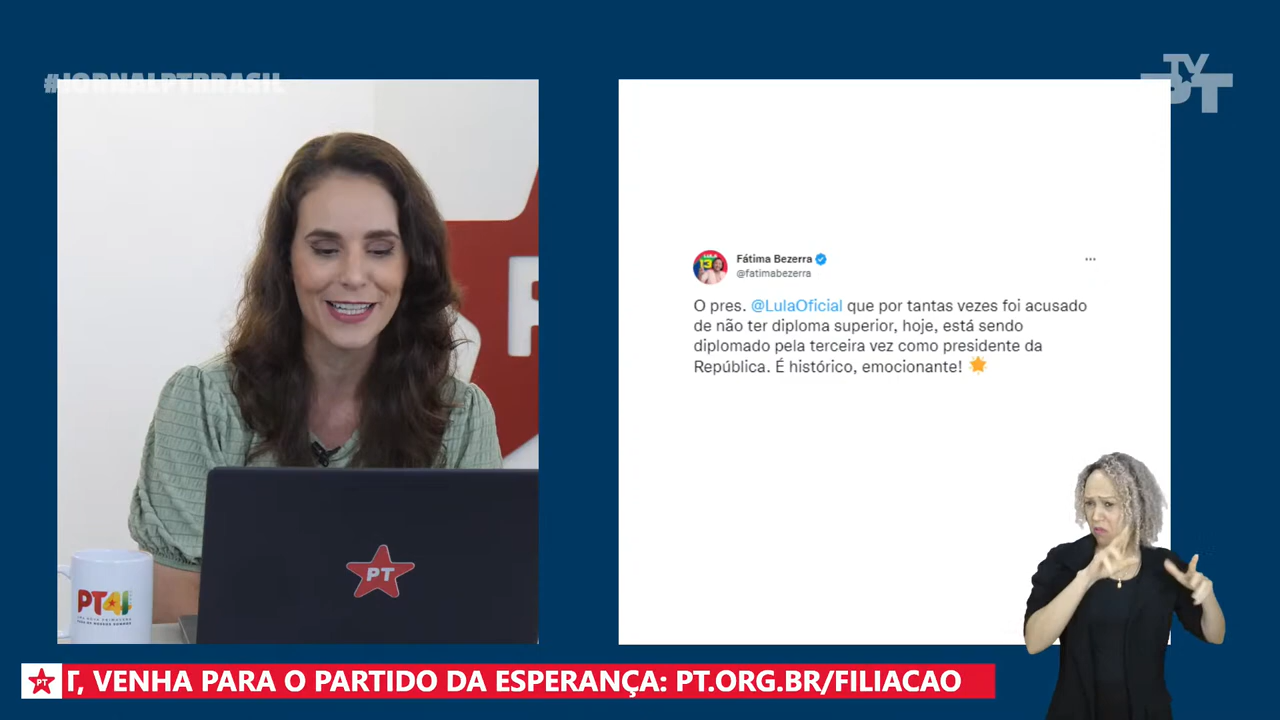 #JORNALPTBRASIL
TV
PT
Fátima Bezerra
@fatimabezerra
O pres. @LulaOficial que por tantas vezes foi acusado
de não ter diploma superior, hoje, está sendo
diplomado pela terceira vez como presidente da
República. É histórico, emocionante!
PT
PT41
PT
T, VENHA PARA O PARTIDO DA ESPERANÇA: PT.ORG.BR/FILIACAO